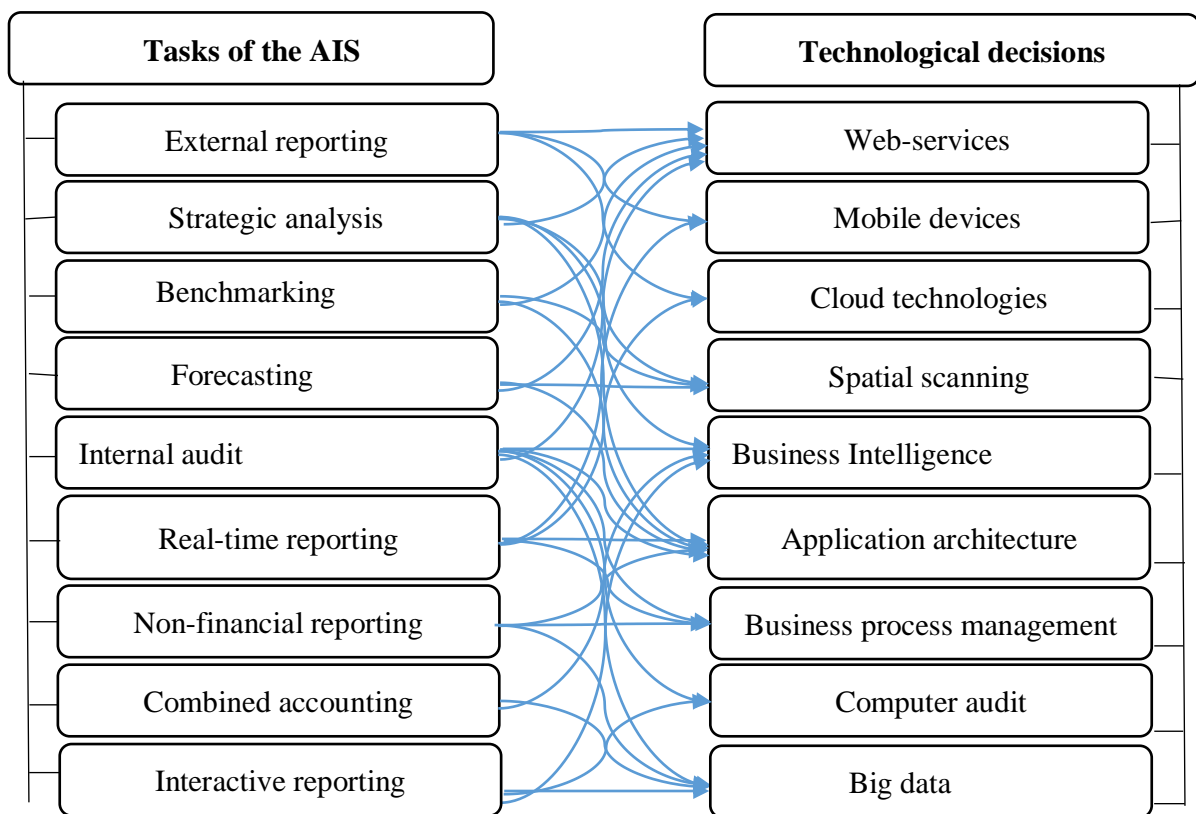 Tasks of the AIS
External reporting
Strategic analysis
Benchmarking
Forecasting
Internal audit
Real-time reporting
Non-financial reporting
Combined accounting
Interactive reporting
Technological decisions
Web-services
Mobile devices
Cloud technologies
Spatial scanning
Business Intelligence
Application architecture
Business process management
Computer audit
Big data